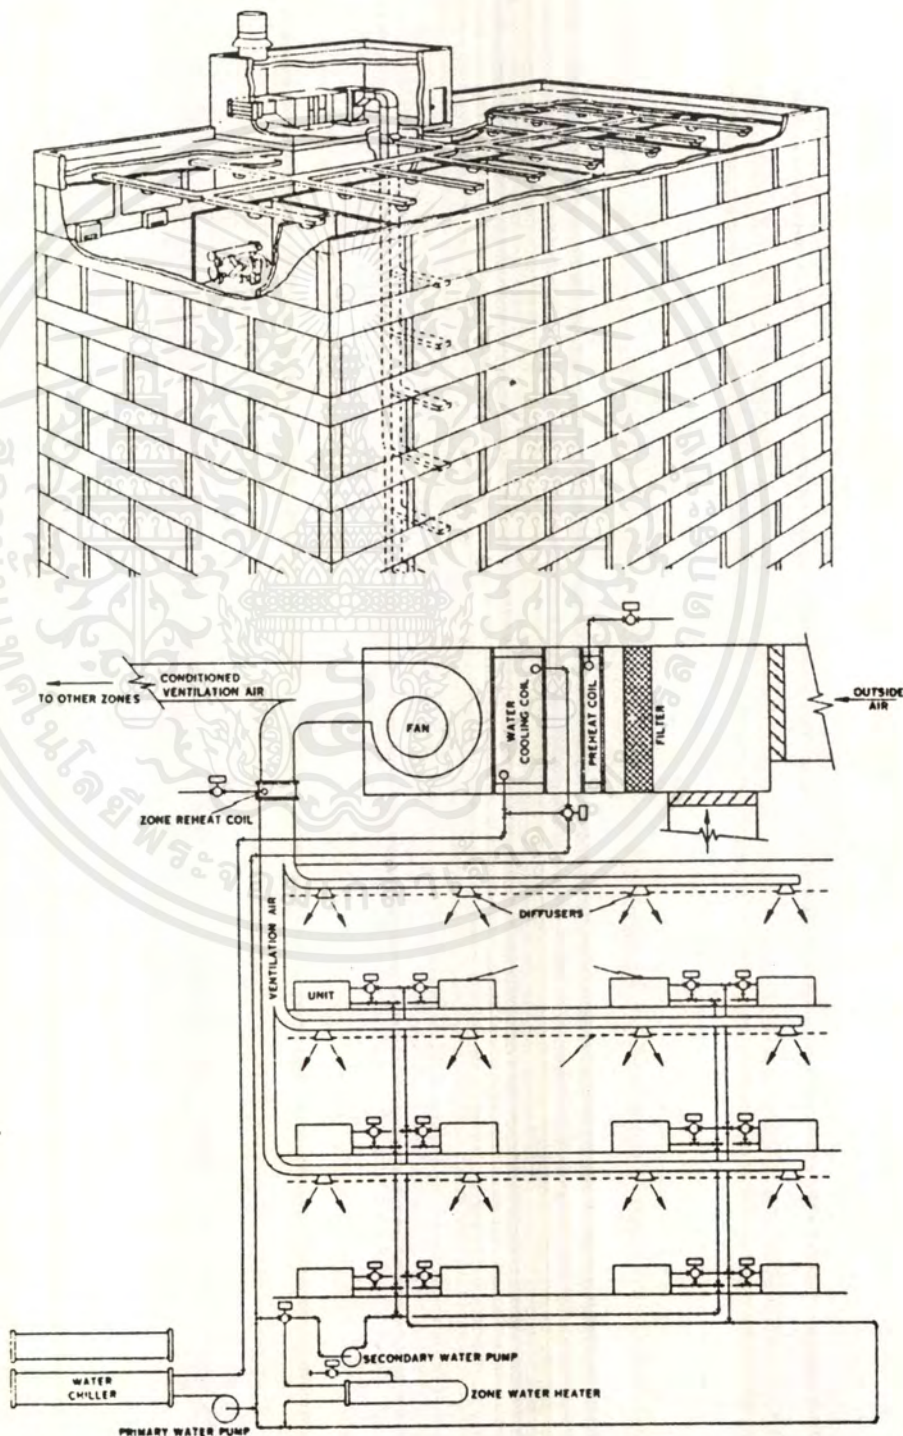 TO OTHER ZONES
CONDITIONED
VENTILATION AIR
FAN
WATER
COOLING COIL
PREHEAT COIL
FILTER
OUTSIDE
AIR
ZONE REHEAT COIL
VENTILATION AIR
DIFFUSERS
UNIT
SECONDARY WATER PUMP
WATER
CHILLER
ZONE WATER HEATER
PRIMARY WATER PUMP